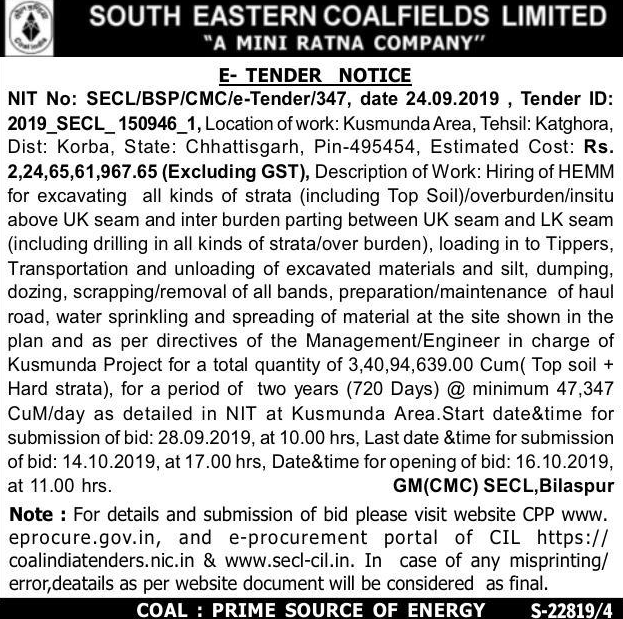 SOUTH EASTERN COALFIELDS LIMITED
"A MINI RATNA COMPANY"
Coal India
E- TENDER NOTICE
NIT No: SECL/BSP/CMC/e-Tender/347, date 24.09.2019 , Tender ID:
2019_SECL_ 150946_1, Location of work: Kusmunda Area, Tehsil: Katghora,
Dist: Korba, State: Chhattisgarh, Pin-495454, Estimated Cost: Rs.
2,24,65,61,967.65 (Excluding GST), Description of Work: Hiring of HEMM
for excavating all kinds of strata (including Top Soil)/overburden/insitu
above UK seam and inter burden parting between UK seam and LK seam
(including drilling in all kinds of strata/over burden), loading in to Tippers,
Transportation and unloading of excavated materials and silt, dumping,
dozing, scrapping/removal of all bands, preparation/maintenance of haul
road, water sprinkling and spreading of material at the site shown in the
plan and as per directives of the Management/Engineer in charge of
Kusmunda Project for a total quantity of 3,40,94,639.00 Cum( Top soil +
Hard strata), for a period of two years (720 Days) @ minimum 47,347
CuM/day as detailed in NIT at Kusmunda Area.Start date&time for
submission of bid: 28.09.2019, at 10.00 hrs, Last date &time for submission
of bid: 14.10.2019, at 17.00 hrs, Date&time for opening of bid: 16.10.2019,
at 11.00 hrs. GM(CMC) SECL,Bilaspur
Note : For details and submission of bid please visit website CPP www.
eprocure.gov.in, and e-procurement portal of CIL https://
coalindiatenders.nic.in & www.secl-cil.in. In case of any misprinting/
error,deatails as per website document will be considered as final.
COAL : PRIME SOURCE OF ENERGY S-22819/4